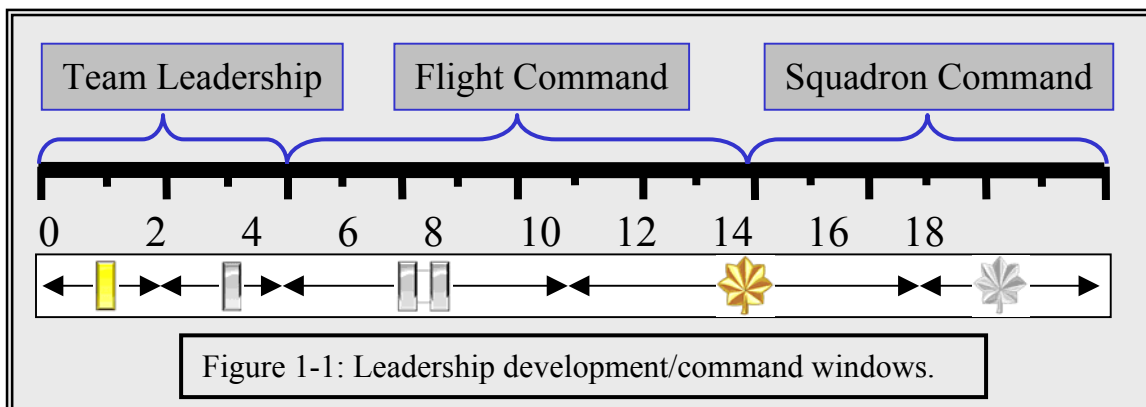 Team Leadership Flight Command Squadron Command
0 2 4 6 8 10 12 14 16 18
Figure 1-1: Leadership development/command windows.